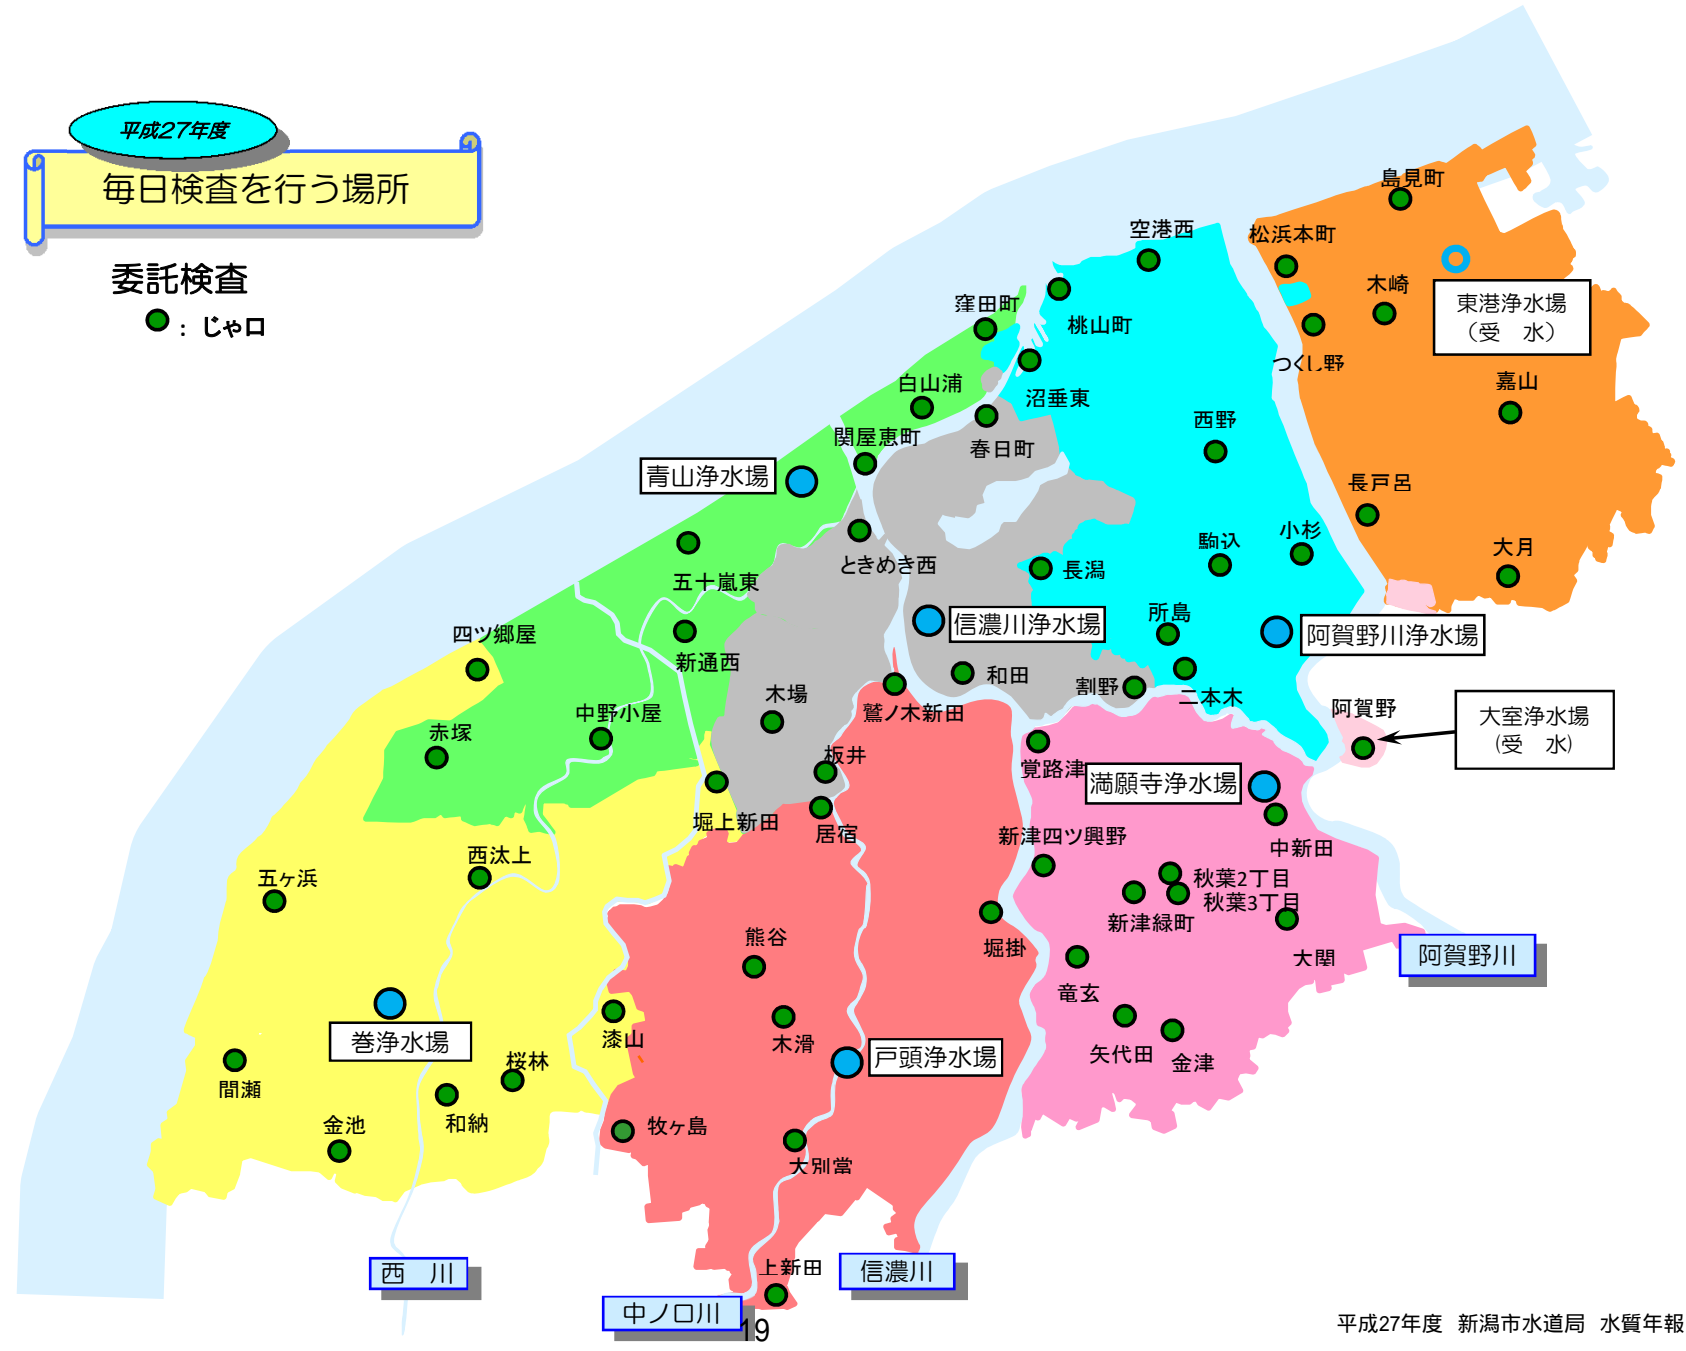 平成27年度
毎日検査を行う場所
委託検査
：じゃ口
島見町
空港西
松浜本町
木崎
東港浄水場
（受　水）
窪田町
桃山町
つくし野
嘉山
白山浦
沼垂東
西野
関屋恵町
春日町
青山浄水場
長戸呂
小杉
駒込
大月
ときめき西
長潟
五十嵐東
所島
信濃川浄水場
阿賀野川浄水場
四ツ郷屋
新通西
和田
割野
二本木
木場
鷲ノ木新田
中野小屋
赤塚
阿賀野
大室浄水場
(受　水)
板井
覚路津
満願寺浄水場
堀上新田
居宿
新津四ツ興野
中新田
西汰上
五ヶ浜
秋葉2丁目
秋葉3丁目
新津緑町
熊谷
堀掛
大関
阿賀野川
竜玄
巻浄水場
漆山
木滑
矢代田
金津
戸頭浄水場
桜林
間瀬
和納
金池
牧ヶ島
大別當
西　川
上新田
信濃川
中ノ口川
19
平成27年度　新潟市水道局　水質年報